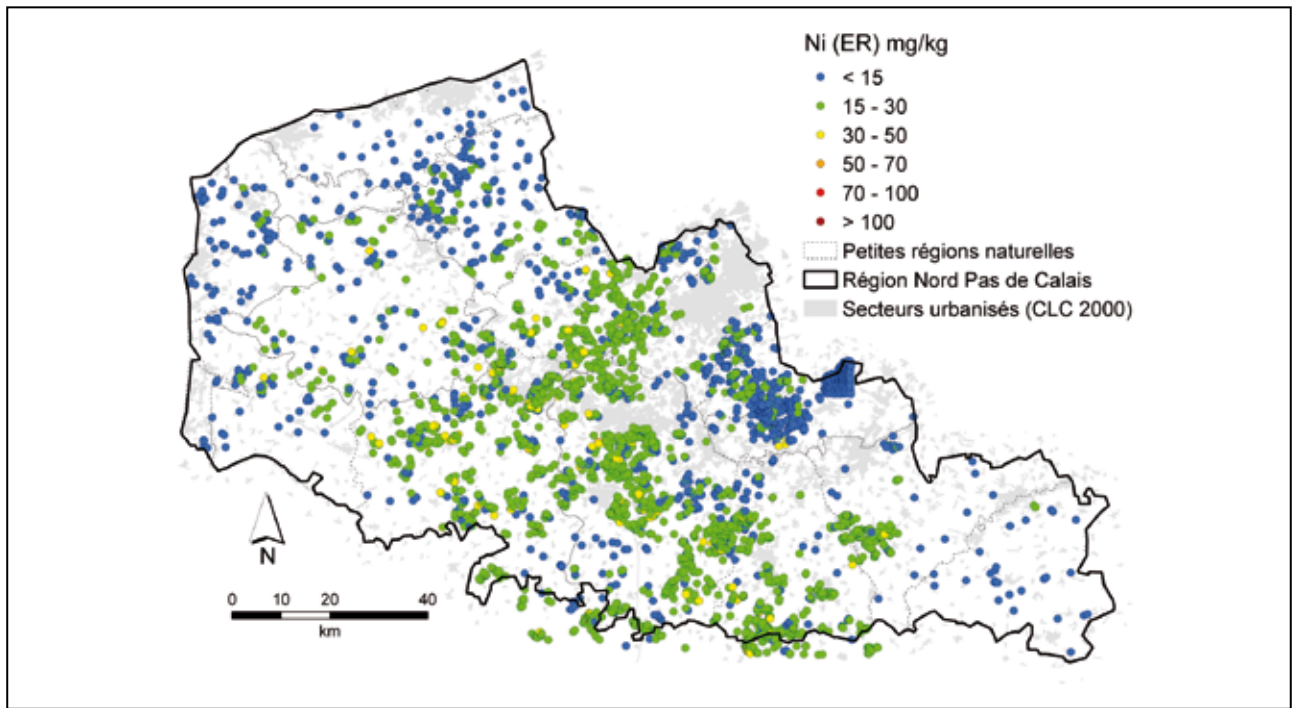 Ni (ER) mg/kg
< 15
15 - 30
30 - 50
50 - 70
70 - 100
> 100
Petites régions naturelles
Région Nord Pas de Calais
Secteurs urbanisés (CLC 2000)
N
0 10 20 40
km